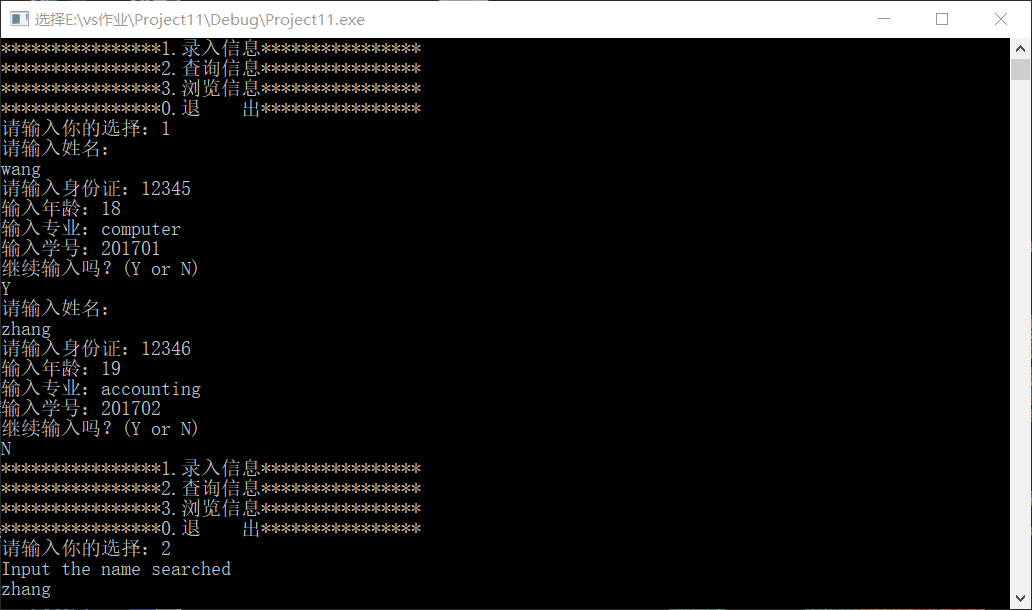 选择E:\vs作业\Project11\Debug\Project11.exe
****************1.录入信息****************
****************2.查询信息****************
****************3.浏览信息****************
****************0.退    出****************
请输入你的选择：1
请输入姓名：
wang
请输入身份证：12345
输入年龄：18
输入专业：computer
输入学号：201701
继续输入吗？(Y or N)
Y
请输入姓名：
zhang
请输入身份证：12346
输入年龄：19
输入专业：accounting
输入学号：201702
继续输入吗？(Y or N)
N
****************1.录入信息****************
****************2.查询信息****************
****************3.浏览信息****************
****************0.退    出****************
请输入你的选择：2
Input the name searched
zhang